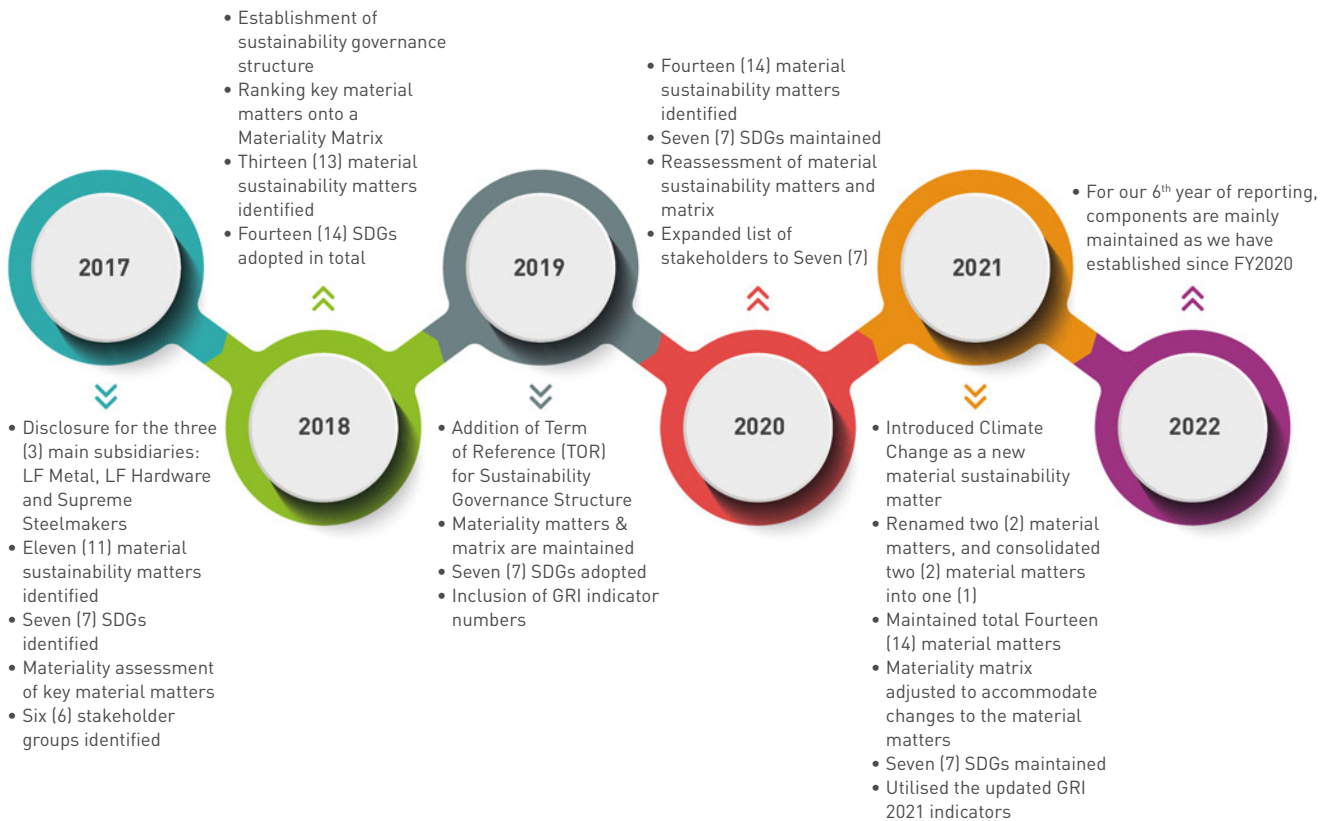 2017
• Disclosure for the three
(3) main subsidiaries:
LF Metal, LF Hardware
and Supreme
Steelmakers
• Eleven (11) material
sustainability matters
identified
• Seven (7) SDGs
identified
• Materiality assessment
of key material matters
• Six (6) stakeholder
groups identified
• Establishment of
sustainability governance
structure
• Ranking key material
matters onto a
Materiality Matrix
• Thirteen (13) material
sustainability matters
identified
• Fourteen (14) SDGs
adopted in total
2018
2019
• Addition of Term
of Reference (TOR)
for Sustainability
Governance Structure
• Materiality matters &
matrix are maintained
• Seven (7) SDGs adopted
• Inclusion of GRI indicator
numbers
• Fourteen (14) material
sustainability matters
identified
• Seven (7) SDGs maintained
• Reassessment of material
sustainability matters and
matrix
• Expanded list of
stakeholders to Seven (7)
2020
2021
• Introduced Climate
Change as a new
material sustainability
matter
• Renamed two (2) material
matters, and consolidated
two (2) material matters
into one (1)
• Maintained total Fourteen
(14) material matters
• Materiality matrix
adjusted to accommodate
changes to the material
matters
• Seven (7) SDGs maintained
• Utilised the updated GRI
2021 indicators
• For our 6th year of reporting,
components are mainly
maintained as we have
established since FY2020
2022